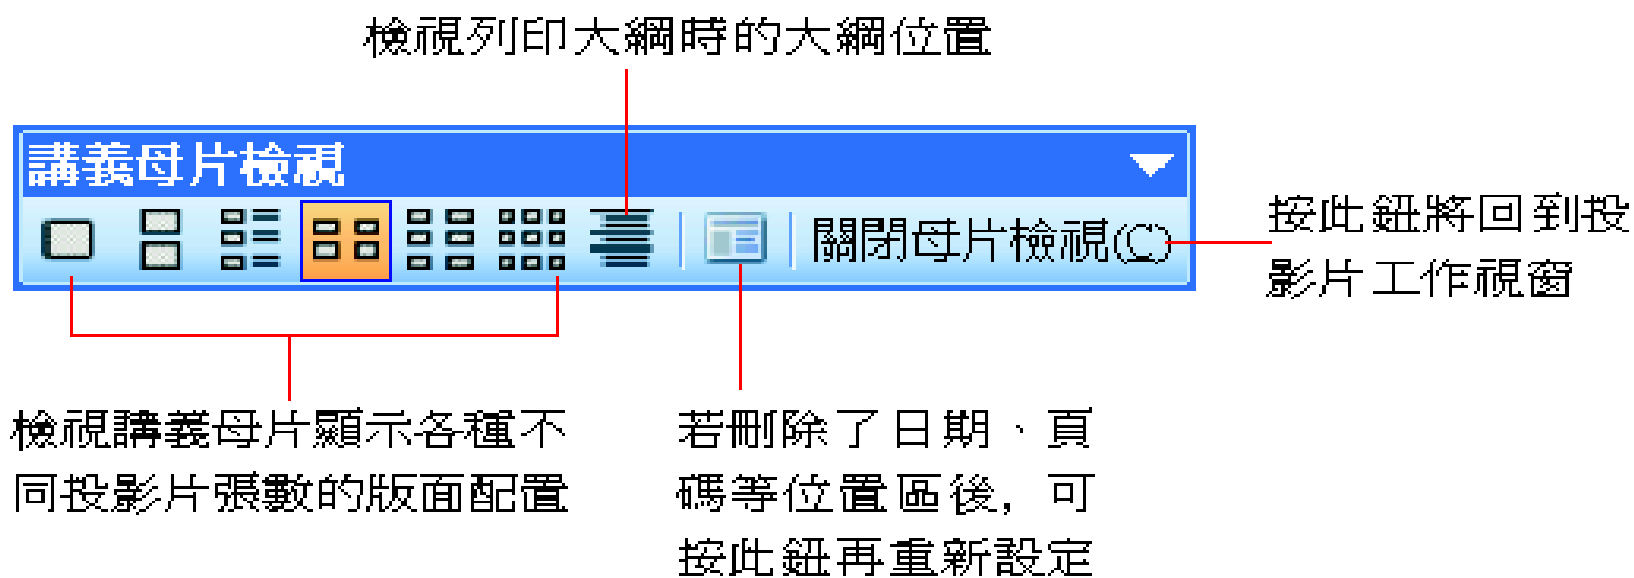 檢視列印大綱時的大綱位置
講義母片檢視
關閉母片檢視(C)
按此鈕將回到投
影片工作視窗
檢視講義母片顯示各種不
同投影片張數的版面配置
若刪除了日期、頁
碼等位置區後, 可
按此鈕再重新設定